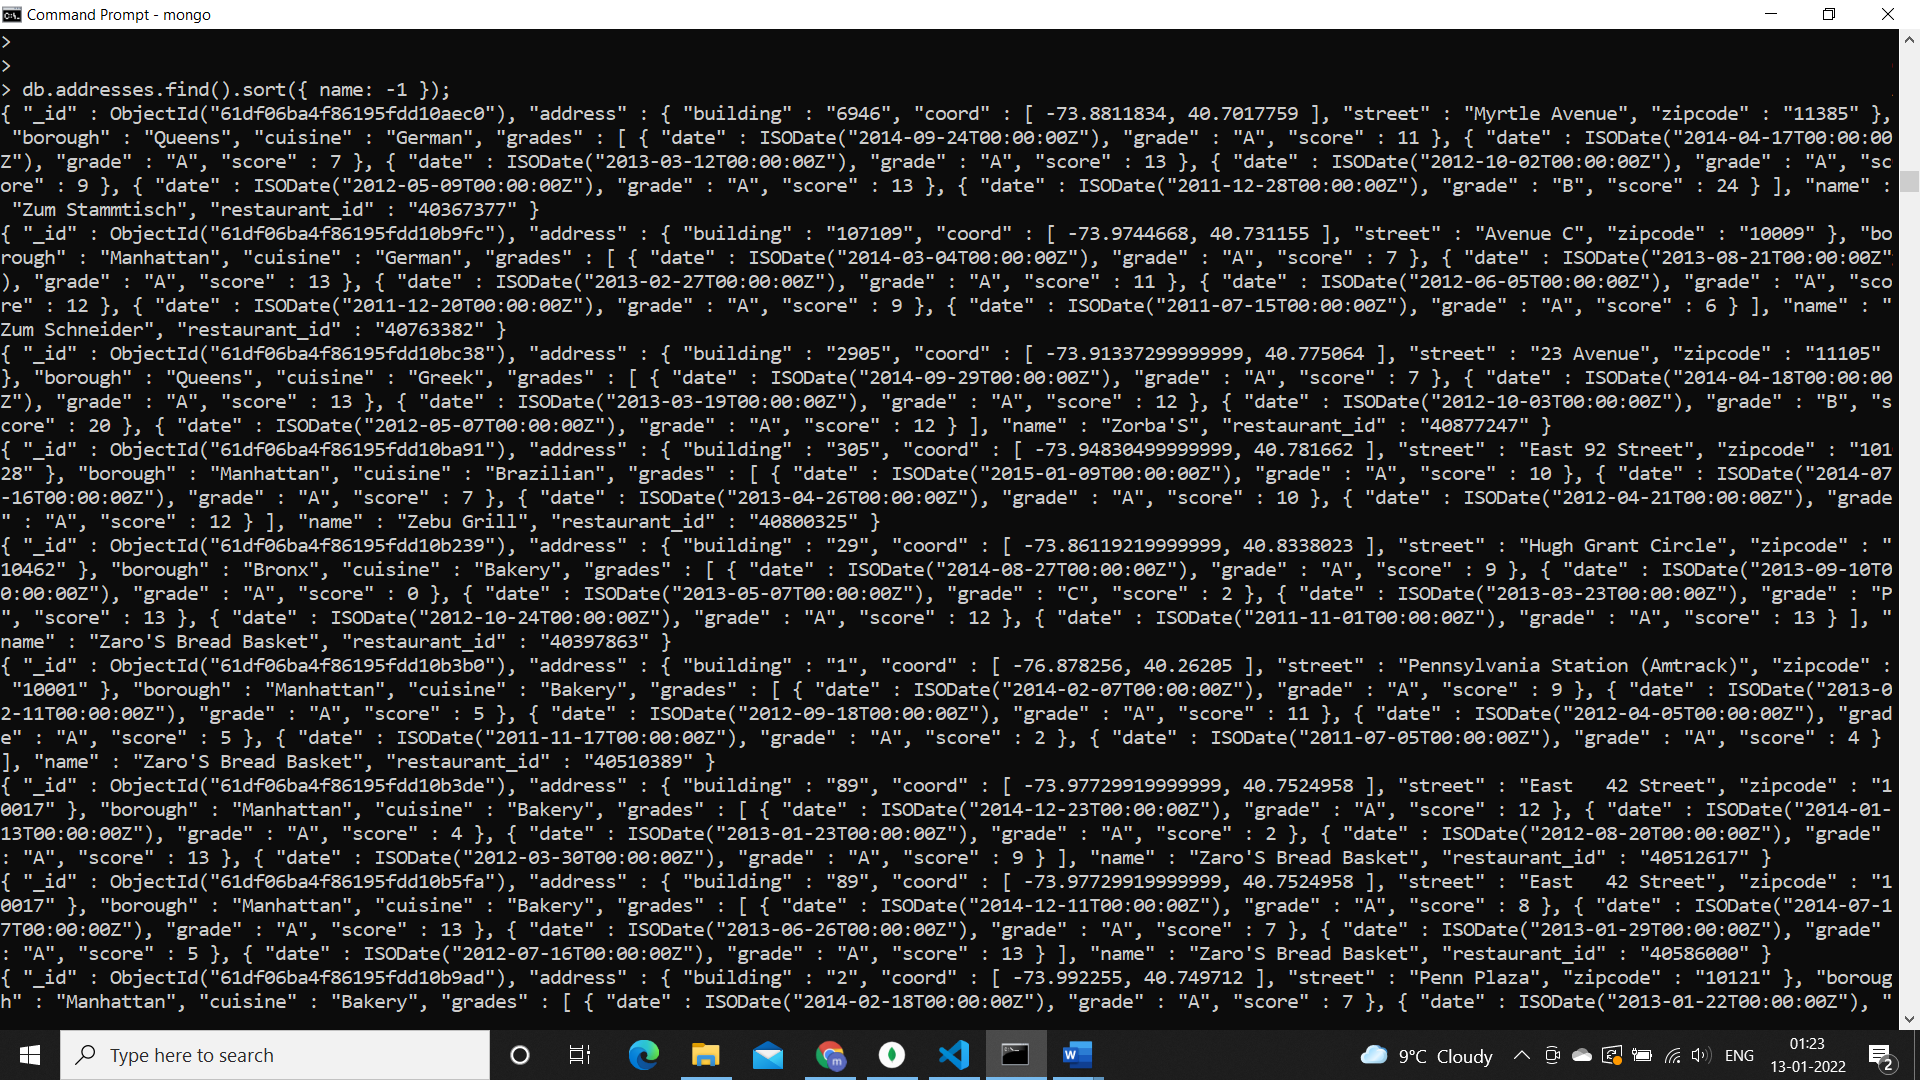 Command Prompt - mongo
>
>
> db.addresses.find().sort({ name: -1 });
{ "_id" : ObjectId("61df06ba4f86195fdd10aec0"), "address" : { "building" : "6946", "coord" : [ -73.8811834, 40.7017759 ], "street" : "Myrtle Avenue", "zipcode" : "11385" },
"borough" : "Queens", "cuisine" : "German", "grades" : [ { "date" : ISODate("2014-09-24T00:00:00Z"), "grade" : "A", "score" : 11 }, { "date" : ISODate("2014-04-17T00:00:00
Z"), "grade" : "A", "score" : 7 }, { "date" : ISODate("2013-03-12T00:00:00Z"), "grade" : "A", "score" : 13 }, { "date" : ISODate("2012-10-02T00:00:00Z"), "grade" : "A", "sc
ore" : 9 }, { "date" : ISODate("2012-05-09T00:00:00Z"), "grade" : "A", "score" : 13 }, { "date" : ISODate("2011-12-28T00:00:00Z"), "grade" : "B", "score" : 24 } ], "name" :
"Zum Stammtisch", "restaurant_id" : "40367377" }
{ "_id" : ObjectId("61df06ba4f86195fdd10b9fc"), "address" : { "building" : "107109", "coord" : [ -73.9744668, 40.731155 ], "street" : "Avenue C", "zipcode" : "10009" }, "bo
rough" : "Manhattan", "cuisine" : "German", "grades" : [ { "date" : ISODate("2014-03-04T00:00:00Z"), "grade" : "A", "score" : 7 }, { "date" : ISODate("2013-08-21T00:00:00Z"
), "grade" : "A", "score" : 13 }, { "date" : ISODate("2013-02-27T00:00:00Z"), "grade" : "A", "score" : 11 }, { "date" : ISODate("2012-06-05T00:00:00Z"), "grade" : "A", "sco
re" : 12 }, { "date" : ISODate("2011-12-20T00:00:00Z"), "grade" : "A", "score" : 9 }, { "date" : ISODate("2011-07-15T00:00:00Z"), "grade" : "A", "score" : 6 } ], "name" : "
Zum Schneider", "restaurant_id" : "40763382" }
{ "_id" : ObjectId("61df06ba4f86195fdd10bc38"), "address" : { "building" : "2905", "coord" : [ -73.91337299999999, 40.775064 ], "street" : "23 Avenue", "zipcode" : "11105"
}, "borough" : "Queens", "cuisine" : "Greek", "grades" : [ { "date" : ISODate("2014-09-29T00:00:00Z"), "grade" : "A", "score" : 7 }, { "date" : ISODate("2014-04-18T00:00:00
Z"), "grade" : "A", "score" : 13 }, { "date" : ISODate("2013-03-19T00:00:00Z"), "grade" : "A", "score" : 12 }, { "date" : ISODate("2012-10-03T00:00:00Z"), "grade" : "B", "s
core" : 20 }, { "date" : ISODate("2012-05-07T00:00:00Z"), "grade" : "A", "score" : 12 } ], "name" : "Zorba'S", "restaurant_id" : "40877247" }
{ "_id" : ObjectId("61df06ba4f86195fdd10ba91"), "address" : { "building" : "305", "coord" : [ -73.94830499999999, 40.781662 ], "street" : "East 92 Street", "zipcode" : "101
28" }, "borough" : "Manhattan", "cuisine" : "Brazilian", "grades" : [ { "date" : ISODate("2015-01-09T00:00:00Z"), "grade" : "A", "score" : 10 }, { "date" : ISODate("2014-07
-16T00:00:00Z"), "grade" : "A", "score" : 7 }, { "date" : ISODate("2013-04-26T00:00:00Z"), "grade" : "A", "score" : 10 }, { "date" : ISODate("2012-04-21T00:00:00Z"), "grade
" : "A", "score" : 12 } ], "name" : "Zebu Grill", "restaurant_id" : "40800325" }
{ "_id" : ObjectId("61df06ba4f86195fdd10b239"), "address" : { "building" : "29", "coord" : [ -73.86119219999999, 40.8338023 ], "street" : "Hugh Grant Circle", "zipcode" : "
10462" }, "borough" : "Bronx", "cuisine" : "Bakery", "grades" : [ { "date" : ISODate("2014-08-27T00:00:00Z"), "grade" : "A", "score" : 9 }, { "date" : ISODate("2013-09-10T0
0:00:00Z"), "grade" : "A", "score" : 0 }, { "date" : ISODate("2013-05-07T00:00:00Z"), "grade" : "C", "score" : 2 }, { "date" : ISODate("2013-03-23T00:00:00Z"), "grade" : "P
", "score" : 13 }, { "date" : ISODate("2012-10-24T00:00:00Z"), "grade" : "A", "score" : 12 }, { "date" : ISODate("2011-11-01T00:00:00Z"), "grade" : "A", "score" : 13 } ], "
name" : "Zaro'S Bread Basket", "restaurant_id" : "40397863" }
{ "_id" : ObjectId("61df06ba4f86195fdd10b3b0"), "address" : { "building" : "1", "coord" : [ -76.878256, 40.26205 ], "street" : "Pennsylvania Station (Amtrack)", "zipcode" :
"10001" }, "borough" : "Manhattan", "cuisine" : "Bakery", "grades" : [ { "date" : ISODate("2014-02-07T00:00:00Z"), "grade" : "A", "score" : 9 }, { "date" : ISODate("2013-0
2-11T00:00:00Z"), "grade" : "A", "score" : 5 }, { "date" : ISODate("2012-09-18T00:00:00Z"), "grade" : "A", "score" : 11 }, { "date" : ISODate("2012-04-05T00:00:00Z"), "grad
e" : "A", "score" : 5 }, { "date" : ISODate("2011-11-17T00:00:00Z"), "grade" : "A", "score" : 2 }, { "date" : ISODate("2011-07-05T00:00:00Z"), "grade" : "A", "score" : 4 }
], "name" : "Zaro'S Bread Basket", "restaurant_id" : "40510389" }
{ "_id" : ObjectId("61df06ba4f86195fdd10b3de"), "address" : { "building" : "89", "coord" : [ -73.97729919999999, 40.7524958 ], "street" : "East   42 Street", "zipcode" : "1
0017" }, "borough" : "Manhattan", "cuisine" : "Bakery", "grades" : [ { "date" : ISODate("2014-12-23T00:00:00Z"), "grade" : "A", "score" : 12 }, { "date" : ISODate("2014-01-
13T00:00:00Z"), "grade" : "A", "score" : 4 }, { "date" : ISODate("2013-01-23T00:00:00Z"), "grade" : "A", "score" : 2 }, { "date" : ISODate("2012-08-20T00:00:00Z"), "grade"
: "A", "score" : 13 }, { "date" : ISODate("2012-03-30T00:00:00Z"), "grade" : "A", "score" : 9 } ], "name" : "Zaro'S Bread Basket", "restaurant_id" : "40512617" }
{ "_id" : ObjectId("61df06ba4f86195fdd10b5fa"), "address" : { "building" : "89", "coord" : [ -73.97729919999999, 40.7524958 ], "street" : "East   42 Street", "zipcode" : "1
0017" }, "borough" : "Manhattan", "cuisine" : "Bakery", "grades" : [ { "date" : ISODate("2014-12-11T00:00:00Z"), "grade" : "A", "score" : 8 }, { "date" : ISODate("2014-07-1
7T00:00:00Z"), "grade" : "A", "score" : 13 }, { "date" : ISODate("2013-06-26T00:00:00Z"), "grade" : "A", "score" : 7 }, { "date" : ISODate("2013-01-29T00:00:00Z"), "grade"
: "A", "score" : 5 }, { "date" : ISODate("2012-07-16T00:00:00Z"), "grade" : "A", "score" : 13 } ], "name" : "Zaro'S Bread Basket", "restaurant_id" : "40586000" }
{ "_id" : ObjectId("61df06ba4f86195fdd10b9ad"), "address" : { "building" : "2", "coord" : [ -73.992255, 40.749712 ], "street" : "Penn Plaza", "zipcode" : "10121" }, "boroug
h" : "Manhattan", "cuisine" : "Bakery", "grades" : [ { "date" : ISODate("2014-02-18T00:00:00Z"), "grade" : "A", "score" : 7 }, { "date" : ISODate("2013-01-22T00:00:00Z"), "
Type here to search
9°C Cloudy
ENG
01:23
13-01-2022
2